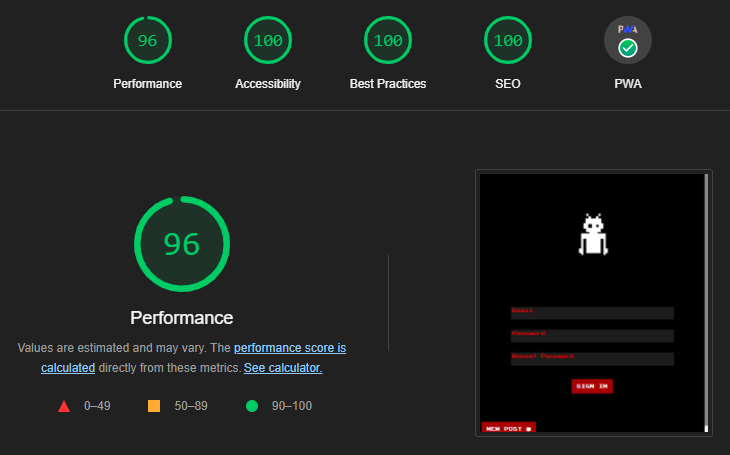 96
100
100
100
PWA
Performance
Accessibility
Best Practices
SEO
PWA
96
Performance
Values are estimated and may vary. The performance score is
calculated directly from these metrics. See calculator.
0–49
50–89
90–100
Email
Password
SIGN IN
NEW POST